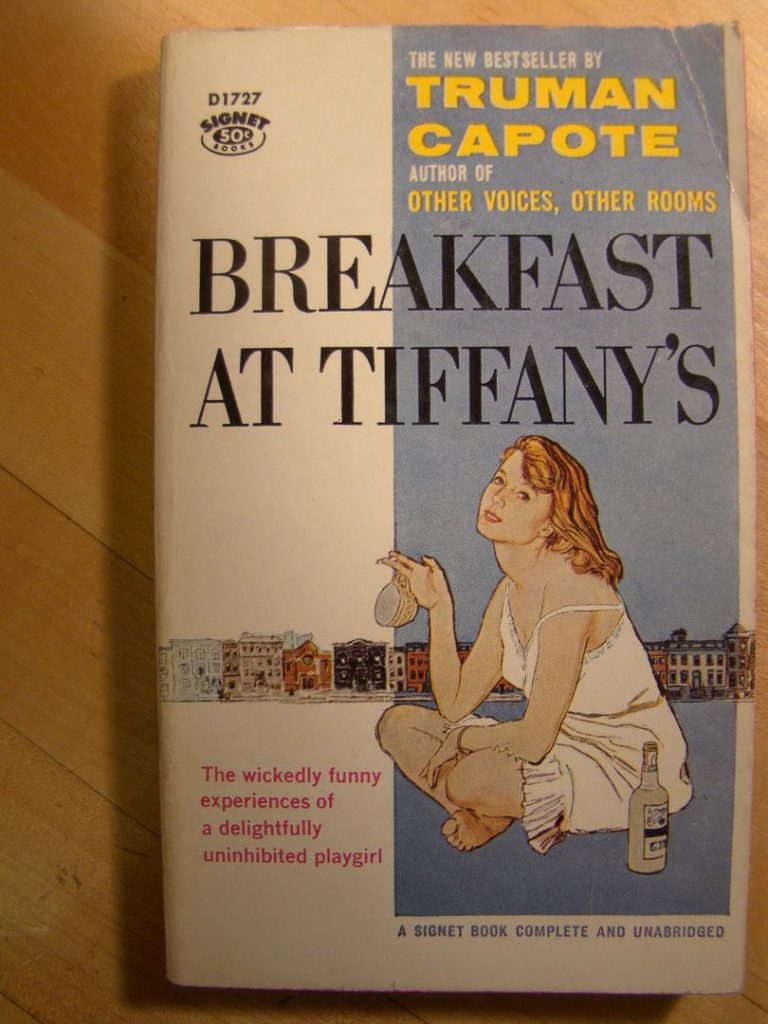 D1727
SIGNET
50¢
BOOKS
THE NEW BESTSELLER BY
TRUMAN
CAPOTE
AUTHOR OF
OTHER VOICES, OTHER ROOMS
BREAKFAST
AT TIFFANY'S
The wickedly funny
experiences of
a delightfully
uninhibited playgirl
A SIGNET BOOK COMPLETE AND UNABRIDGED